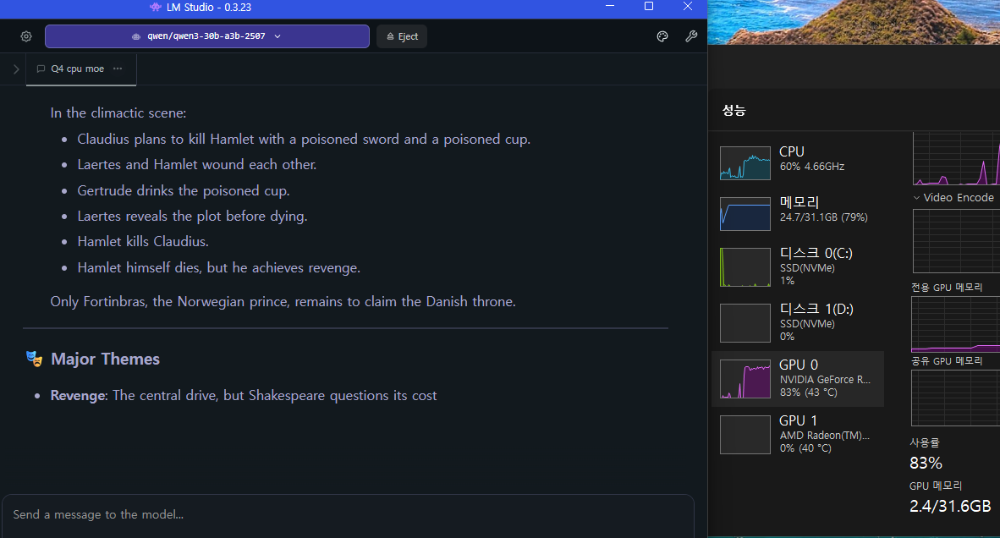 LM Studio - 0.3.23
qwen/qwen3-30b-a3b-2507
Eject
Q4 cpu moe
In the climactic scene:
Claudius plans to kill Hamlet with a poisoned sword and a poisoned cup.
Laertes and Hamlet wound each other.
Gertrude drinks the poisoned cup.
Laertes reveals the plot before dying.
Hamlet kills Claudius.
Hamlet himself dies, but he achieves revenge.
Only Fortinbras, the Norwegian prince, remains to claim the Danish throne.
🎭 Major Themes
Revenge: The central drive, but Shakespeare questions its cost
Send a message to the model...
성능
CPU
60% 4.66GHz
메모리
24.7/31.1GB (79%)
디스크 0(C:)
SSD(NVMe)
1%
디스크 1(D:)
SSD(NVMe)
0%
GPU 0
NVIDIA GeForce R...
83% (43 °C)
GPU 1
AMD Radeon(TM)...
0% (40 °C)
Video Encode
전용 GPU 메모리
공유 GPU 메모리
사용률
83%
GPU 메모리
2.4/31.6GB